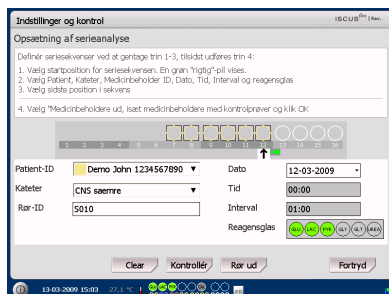 Indstillinger og kontrol
ISCUSflex | Rev.
Opsætning af serieanalyse
Definér seriesekvenser ved at gentage trin 1-3, tilsidst udføres trin 4:
1. Vælg startposition for seriesekvensen. En grøn "rigtig"-pil vises.
2. Vælg Patient, Kateter, Medicinbeholder ID, Dato, Tid, Interval og reagensglas
3. Vælg sidste position i sekvens
4. Vælg 'Medicinbeholdere ud, isæt medicinbeholdere med kontrolprøver og klik OK
1 2 3 4 5 6 7 8 9 10 11 12 13 14 15 16
Patient-ID Demo John 1234567890 Dato 12-03-2009
Kateter CNS saemre Tid 00:00
Rør-ID S010 Interval 01:00
Reagensglas GLU LAC PYR GLY GLT UREA
Clear Kontrollér Rør ud Fortryd
13-03-2009 15:03 27,1 °C